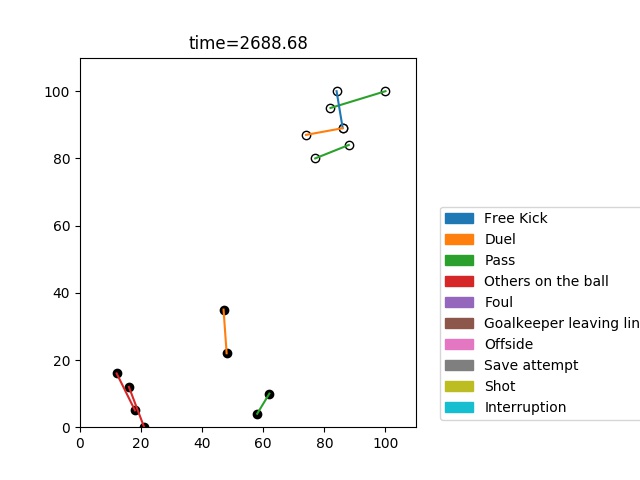 time=2688.68
100
80
60
40
20
0
0 20 40 60 80 100
Free Kick
Duel
Pass
Others on the ball
Foul
Goalkeeper leaving lin
Offside
Save attempt
Shot
Interruption